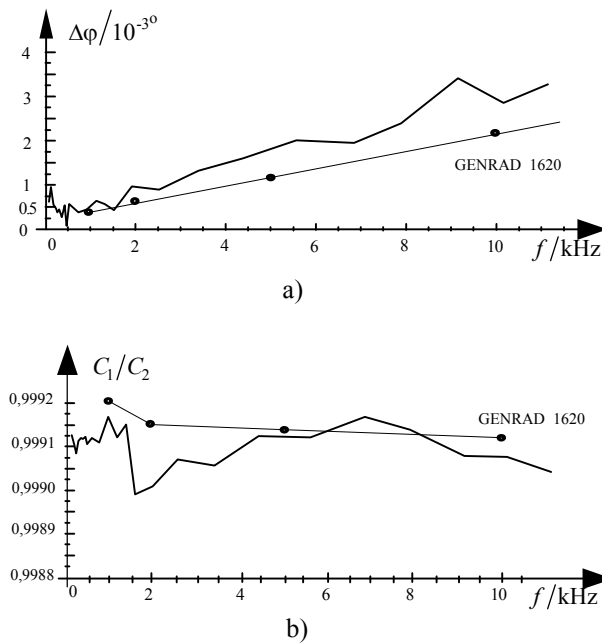 Δφ/10⁻³°
4
3
2
1
0.5
0
0 2 4 6 8 10
GENRAD 1620
f/kHz
a)
C₁/C₂
0,9992
0,9991
0,9990
0,9989
0,9988
GENRAD 1620
0 2 4 6 8 10
f/kHz
b)